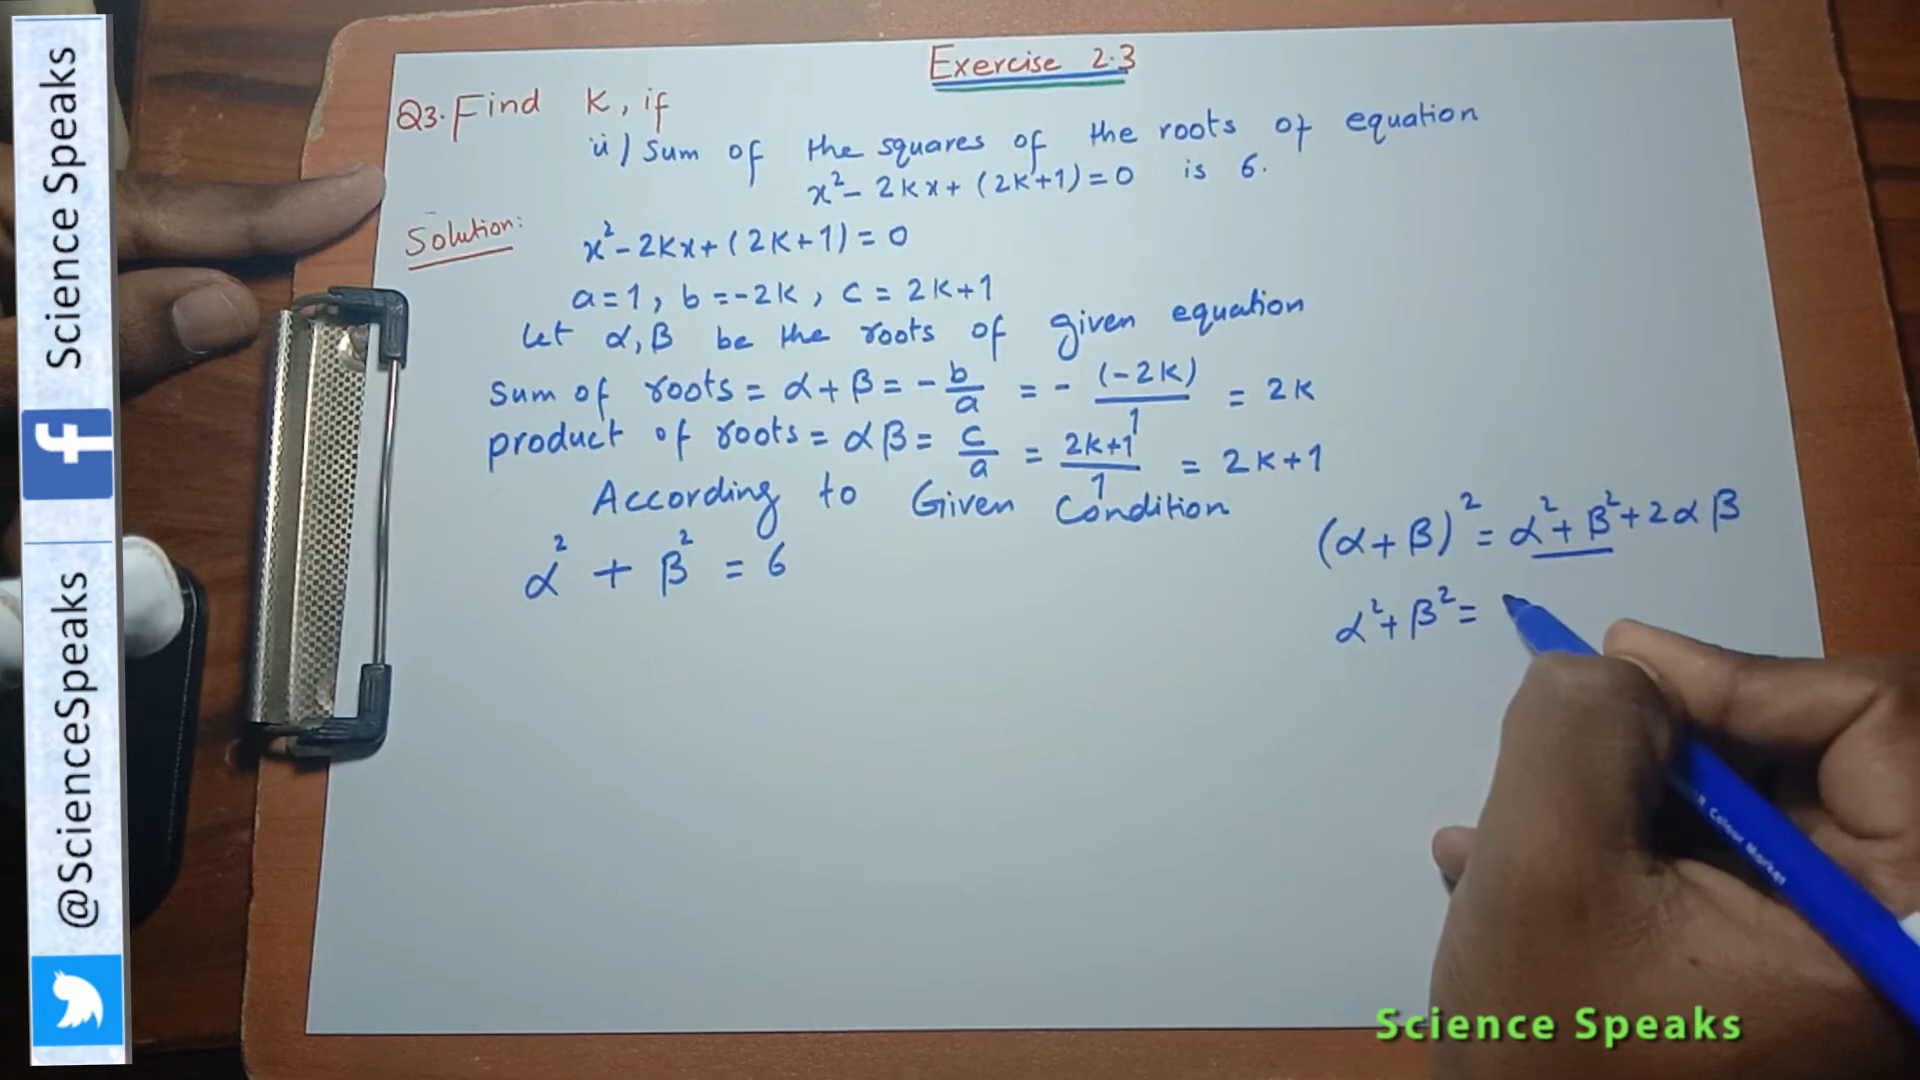 Exercise 2.3
Q3. Find K, if
ii) Sum of the squares of the roots of equation
x² - 2Kx + (2K+1) = 0 is 6.
Solution:
x² - 2Kx + (2K+1) = 0
a = 1, b = -2K, c = 2K+1
Let α, β be the roots of given equation
Sum of roots = α + β = - b/a = - (-2K)/1 = 2K
product of roots = αβ = c/a = 2K+1/1 = 2K+1
According to Given Condition
α² + β² = 6
(α + β)² = α² + β² + 2αβ
α² + β² =
Colour Marker
Science Speaks
@ScienceSpeaks
Science Speaks